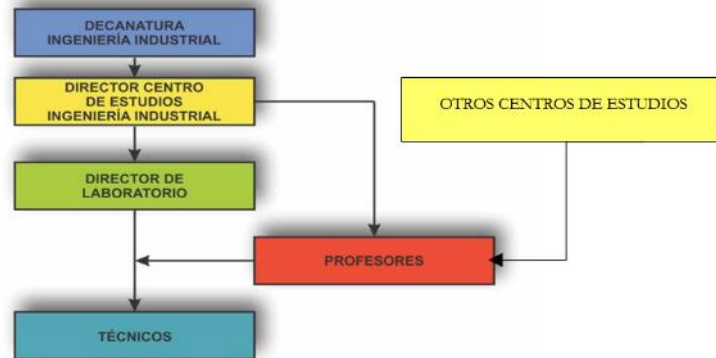 DECANATURA
INGENIERÍA INDUSTRIAL
DIRECTOR CENTRO
DE ESTUDIOS
INGENIERÍA INDUSTRIAL
OTROS CENTROS DE ESTUDIOS
DIRECTOR DE
LABORATORIO
PROFESORES
TÉCNICOS